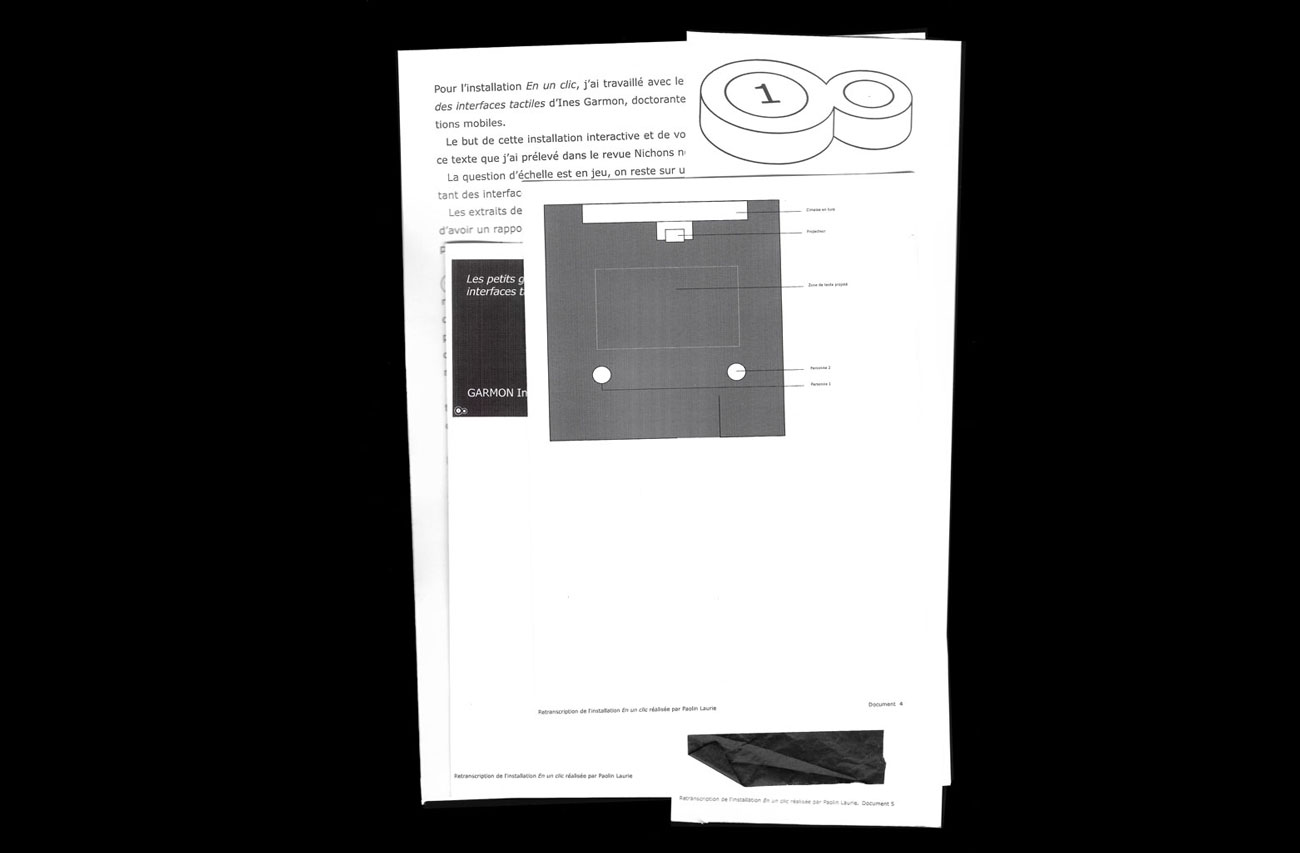 Pour l'installation En un clic, j'ai travaillé avec le
des interfaces tactiles d'Ines Garmon, doctorante
tions mobiles.
Le but de cette installation interactive et de vo
ce texte que j'ai prélevé dans le revue Nichons n
La question d'échelle est en jeu, on reste sur u
tant des interfac
Les extraits de
d'avoir un rappo
1
Cimaise en livre
Projecteur
Zone de texte projeté
Personne 2
Personne 1
Les petits g
interfaces t
GARMON In
Retranscription de l'installation En un clic réalisée par Paolin Laurie
Document 4
Retranscription de l'installation En un clic réalisée par Paolin Laurie
Retranscription de l'installation En un clic réalisée par Paolin Laurie, Document 5